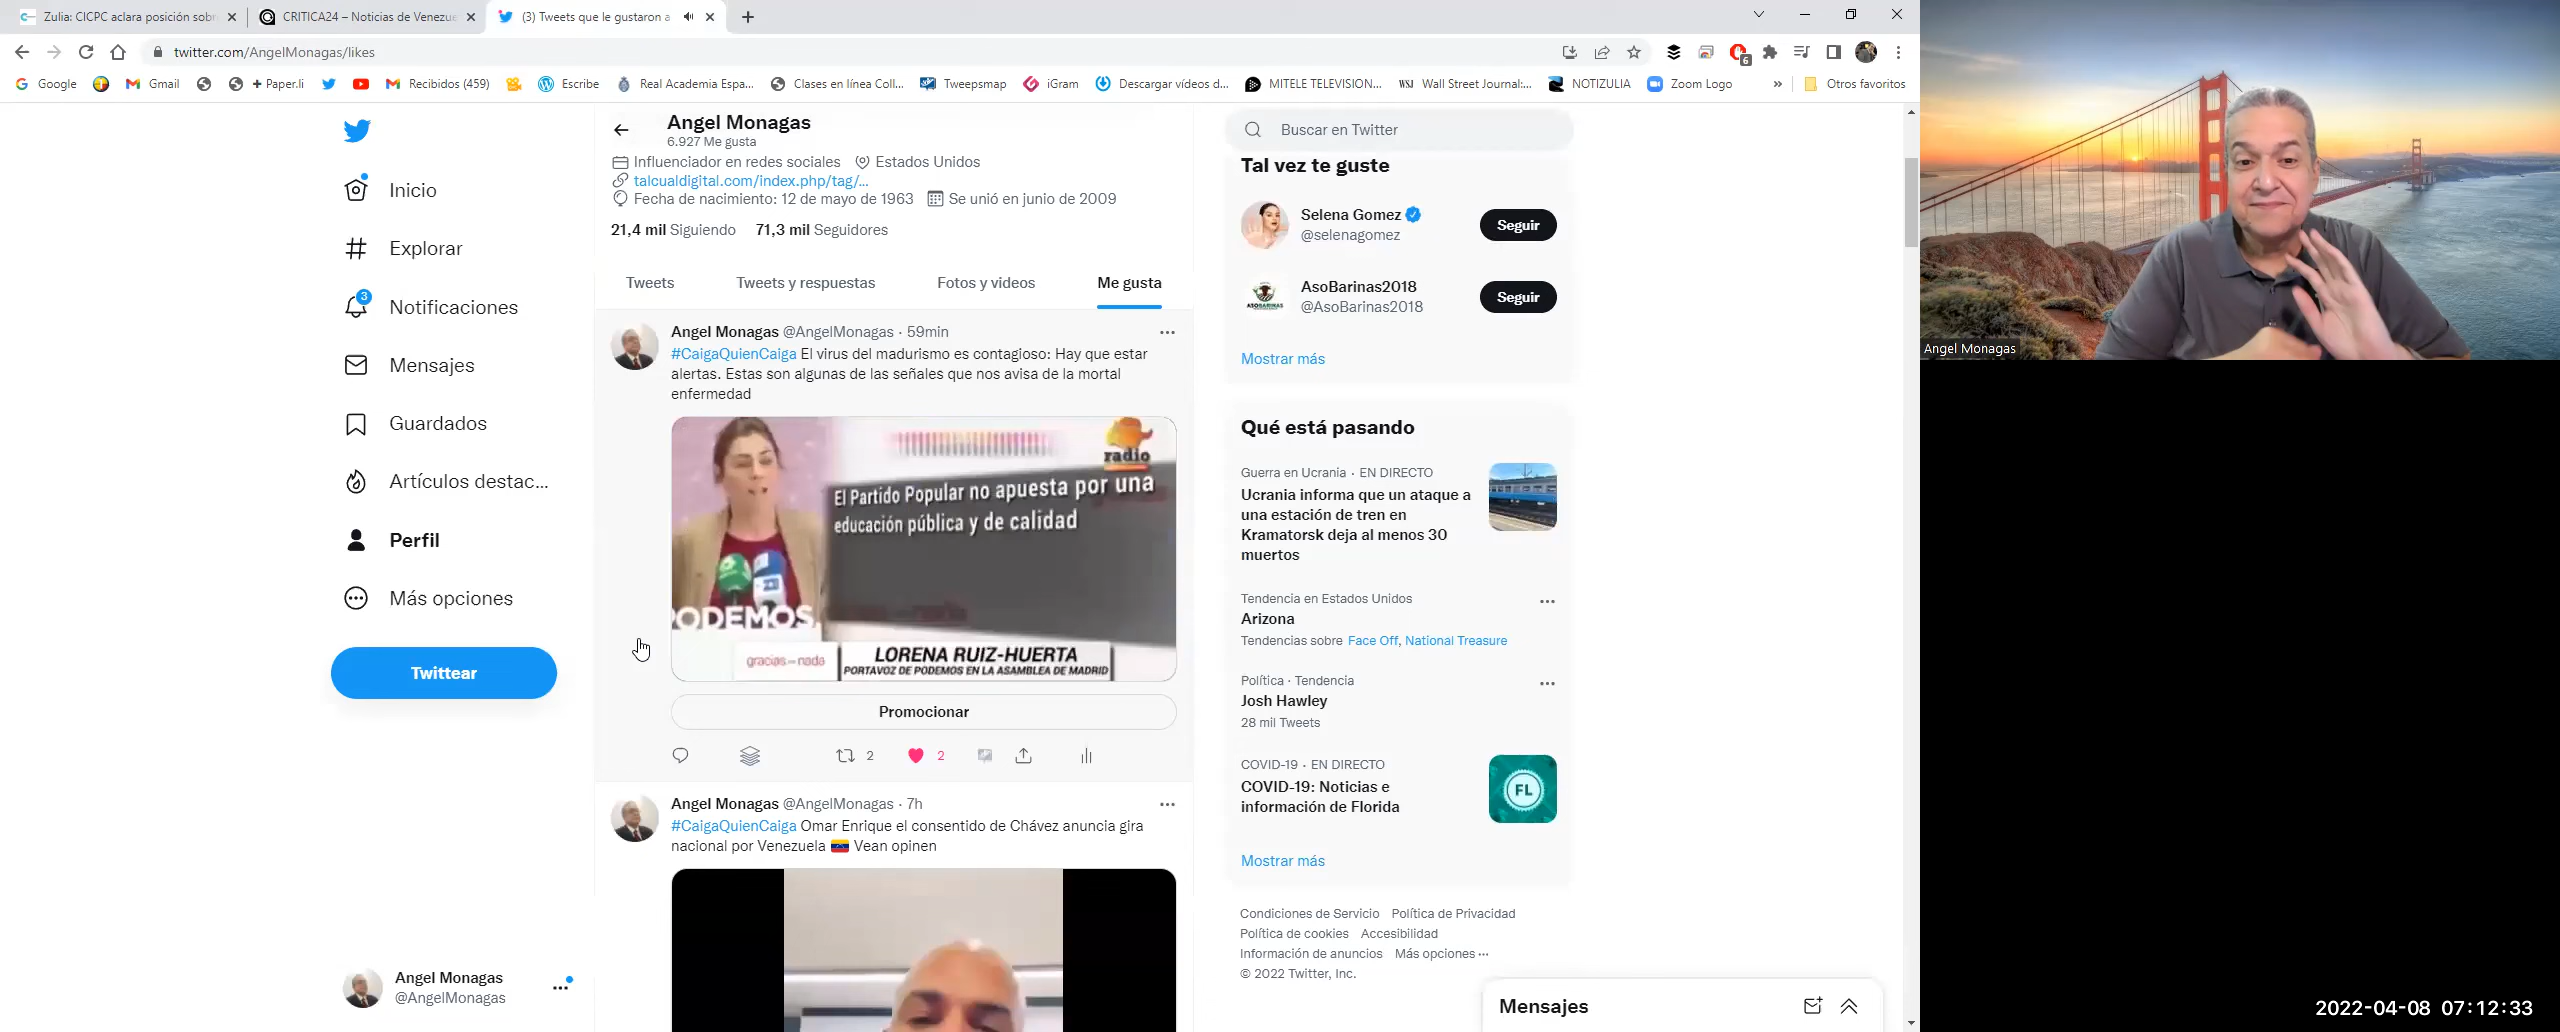 Zulia: CICPC aclara posición sobr
CRITICA24 – Noticias de Venezue
(3) Tweets que le gustaron a
twitter.com/AngelMonagas/likes
6
Google
Gmail
+ Paper.li
Recibidos (459)
Escribe
Real Academia Espa...
Clases en línea Coll...
Tweepsmap
iGram
Descargar vídeos d...
MITELE TELEVISION...
WSJ Wall Street Journal:...
NOTIZULIA
Zoom Logo
»
Otros favoritos
Inicio
Explorar
3
Notificaciones
Mensajes
Guardados
Artículos destac...
Perfil
Más opciones
Twittear
Angel Monagas
@AngelMonagas
Angel Monagas
6.927 Me gusta
Influenciador en redes sociales Estados Unidos
talcualdigital.com/index.php/tag/...
Fecha de nacimiento: 12 de mayo de 1963 Se unió en junio de 2009
21,4 mil Siguiendo 71,3 mil Seguidores
Tweets Tweets y respuestas Fotos y videos Me gusta
Angel Monagas @AngelMonagas · 59min
#CaigaQuienCaiga El virus del madurismo es contagioso: Hay que estar
alertas. Estas son algunas de las señales que nos avisa de la mortal
enfermedad
radio
El Partido Popular no apuesta por una
educación pública y de calidad
PODEMOS.
LORENA RUIZ-HUERTA
PORTAVOZ DE PODEMOS EN LA ASAMBLEA DE MADRID
Promocionar
2 2
Angel Monagas @AngelMonagas · 7h
#CaigaQuienCaiga Omar Enrique el consentido de Chávez anuncia gira
nacional por Venezuela 🇻🇪 Vean opinen
Buscar en Twitter
Tal vez te guste
Selena Gomez
@selenagomez
Seguir
AsoBarinas2018
@AsoBarinas2018
Seguir
ASOBARINAS
Mostrar más
Qué está pasando
Guerra en Ucrania · EN DIRECTO
Ucrania informa que un ataque a
una estación de tren en
Kramatorsk deja al menos 30
muertos
Tendencia en Estados Unidos
Arizona
Tendencias sobre Face Off, National Treasure
Política · Tendencia
Josh Hawley
28 mil Tweets
COVID-19 · EN DIRECTO
COVID-19: Noticias e
información de Florida
FL
Mostrar más
Condiciones de Servicio Política de Privacidad
Política de cookies Accesibilidad
Información de anuncios Más opciones ···
© 2022 Twitter, Inc.
Mensajes
Angel Monagas
2022-04-08 07:12:33